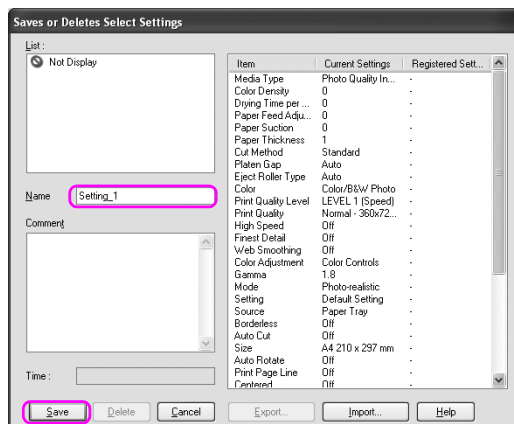 Saves or Deletes Select Settings
List :
Not Display
Name Setting_1
Comment
Time :
Item Current Settings Registered Sett...
Media Type Photo Quality In... -
Color Density 0 -
Drying Time per ... 0 -
Paper Feed Adju... 0 -
Paper Suction 0 -
Paper Thickness 1 -
Cut Method Standard -
Platen Gap Auto -
Eject Roller Type Auto -
Color Color/B&W Photo -
Print Quality Level LEVEL 1 (Speed) -
Print Quality Normal - 360x72... -
High Speed Off -
Finest Detail Off -
Web Smoothing Off -
Color Adjustment Color Controls -
Gamma 1.8 -
Mode Photo-realistic -
Setting Default Setting -
Source Paper Tray -
Borderless Off -
Auto Cut Off -
Size A4 210 x 297 mm -
Auto Rotate Off -
Print Page Line Off -
Centered Off -
Save Delete Cancel Export... Import... Help